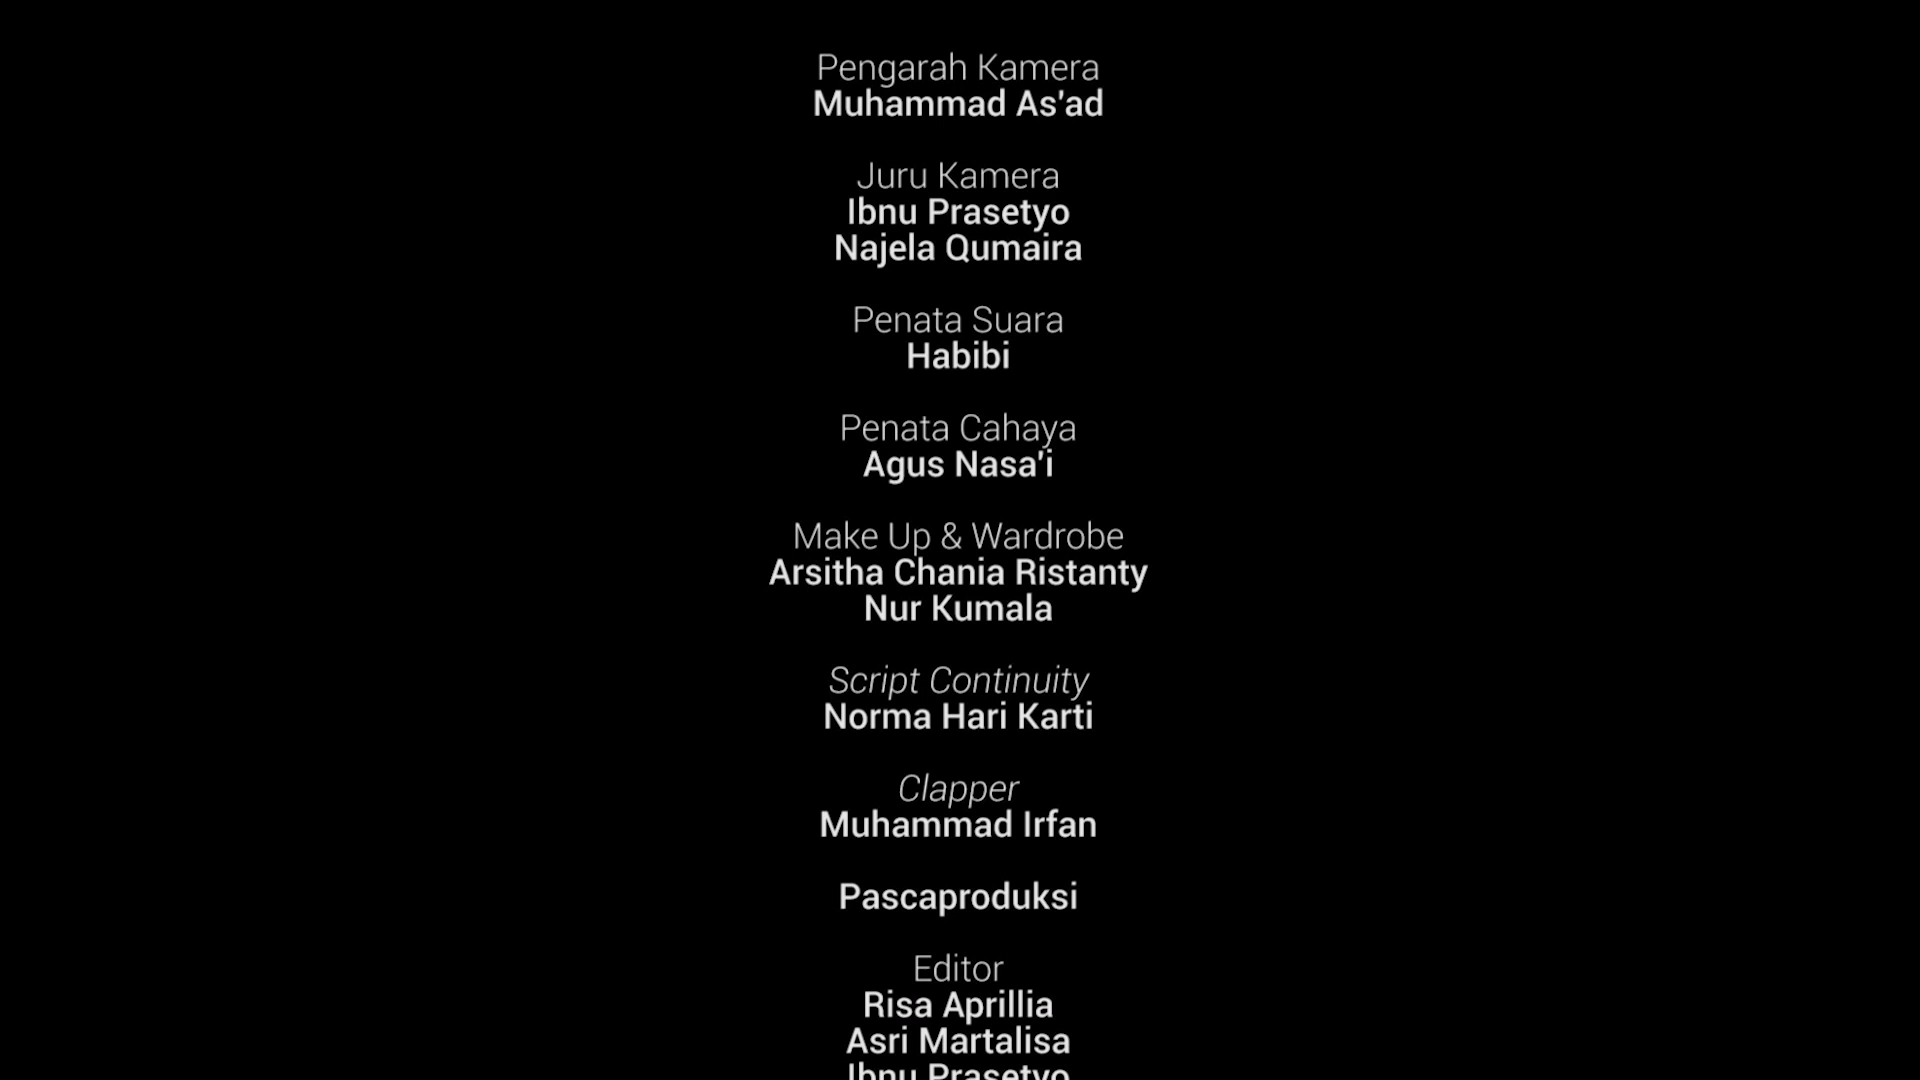 Pengarah Kamera
Muhammad As'ad
Juru Kamera
Ibnu Prasetyo
Najela Qumaira
Penata Suara
Habibi
Penata Cahaya
Agus Nasa'i
Make Up & Wardrobe
Arsitha Chania Ristanty
Nur Kumala
Script Continuity
Norma Hari Karti
Clapper
Muhammad Irfan
Pascaproduksi
Editor
Risa Aprillia
Asri Martalisa
Ibnu Prasetyo